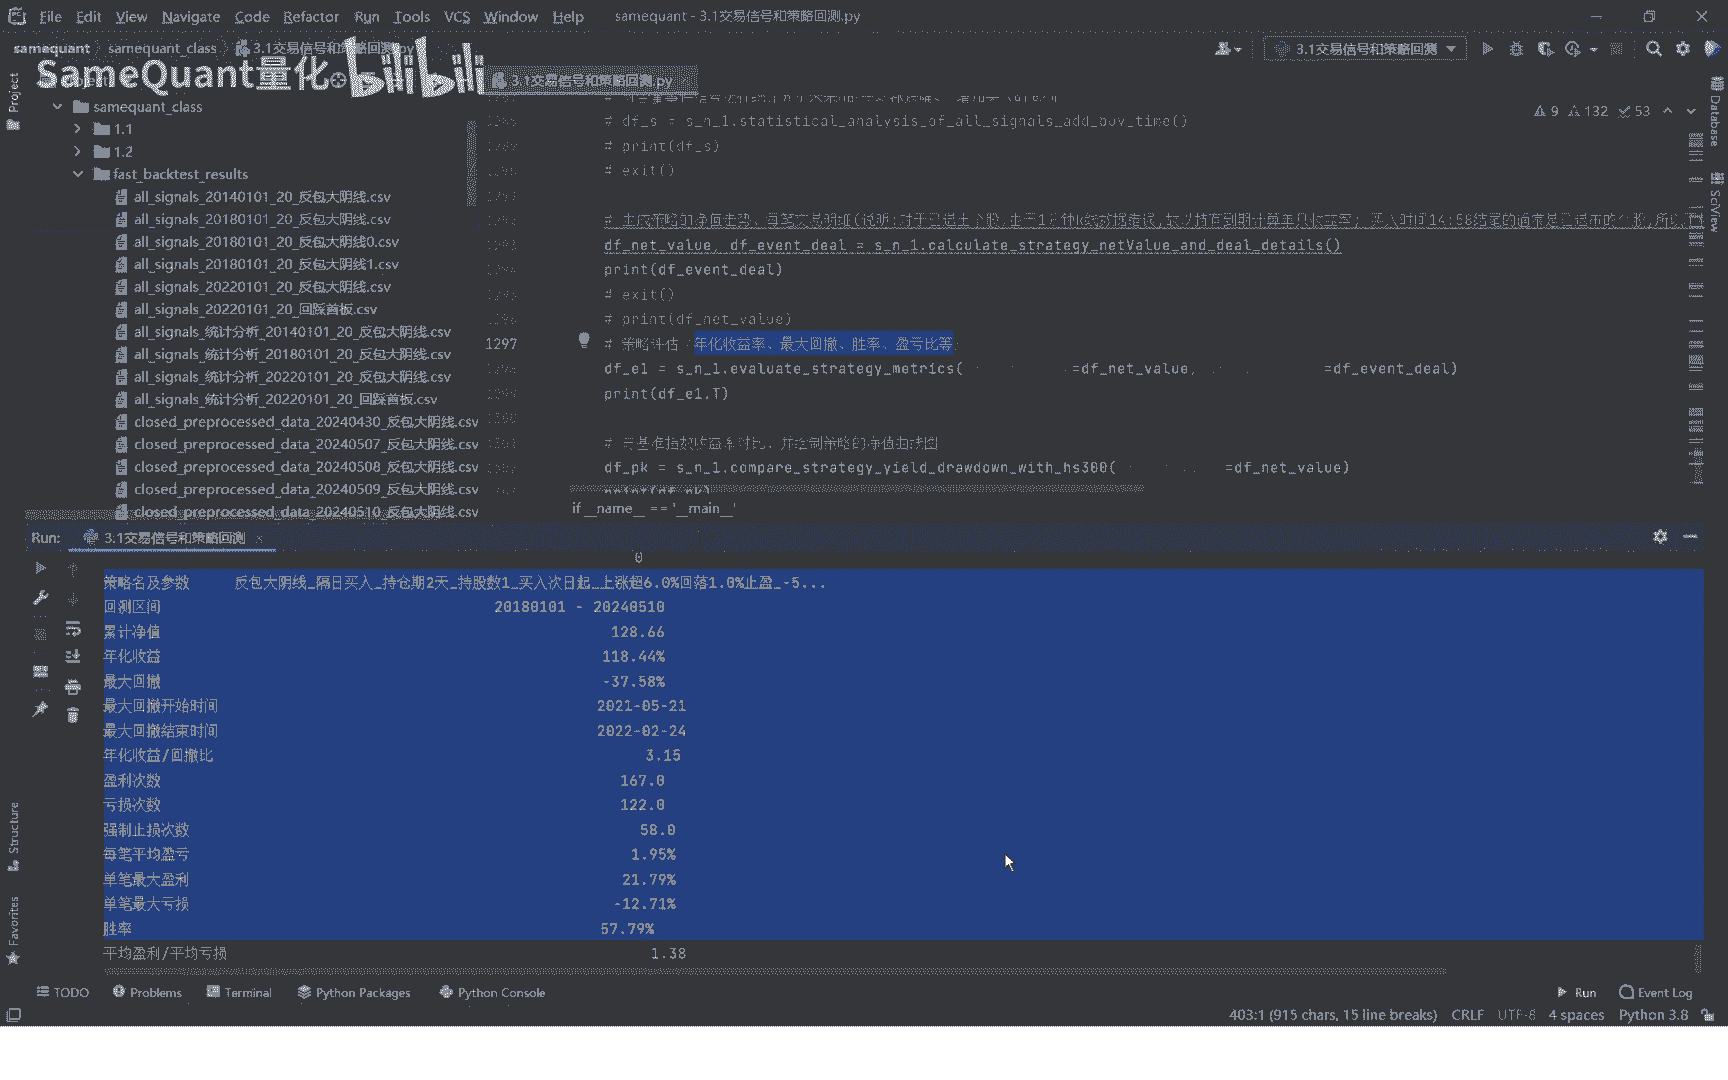 File Edit View Navigate Code Refactor Run Tools VCS Window Help samequant - 3.1交易信号和策略回测.py
samequant samequant_class 3.1交易信号和策略回测.py 3.1交易信号和策略回测
SameQuant量化 bilibili
3.1交易信号和策略回测.py
Project
samequant_class
1.1
1.2
fast_backtest_results
all_signals_20140101_20_反包大阴线.csv
all_signals_20180101_20_反包大阴线.csv
all_signals_20180101_20_反包大阴线0.csv
all_signals_20180101_20_反包大阴线1.csv
all_signals_20220101_20_反包大阴线.csv
all_signals_20220101_20_回踩首板.csv
all_signals_统计分析_20140101_20_反包大阴线.csv
all_signals_统计分析_20180101_20_反包大阴线.csv
all_signals_统计分析_20220101_20_反包大阴线.csv
all_signals_统计分析_20220101_20_回踩首板.csv
closed_preprocessed_data_20240430_反包大阴线.csv
closed_preprocessed_data_20240507_反包大阴线.csv
closed_preprocessed_data_20240508_反包大阴线.csv
closed_preprocessed_data_20240509_反包大阴线.csv
closed_preprocessed_data_20240510_反包大阴线.csv
9 132 53
# df_s = s_n_1.statistical_analysis_of_all_signals_add_buy_time()
# print(df_s)
# exit()
df_net_value, df_event_deal = s_n_1.calculate_strategy_netValue_and_deal_details()
print(df_event_deal)
# exit()
# print(df_net_value)
1297 # 策略评估 年化收益率、最大回撤、胜率、盈亏比等
df_e1 = s_n_1.evaluate_strategy_metrics( =df_net_value, =df_event_deal)
print(df_e1.T)
# 与基准指数收益率对比、并绘制策略的净值曲线图
df_pk = s_n_1.compare_strategy_yield_drawdown_with_hs300( =df_net_value)
if __name__ == '__main__'
Database
SciView
Run: 3.1交易信号和策略回测
0
策略名及参数 反包大阴线_隔日买入_持仓期2天_持股数1_买入次日起_上涨超6.0%回落1.0%止盈_-5...
回测区间 20180101 - 20240510
累计净值 128.66
年化收益 118.44%
最大回撤 -37.58%
最大回撤开始时间 2021-05-21
最大回撤结束时间 2022-02-24
年化收益/回撤比 3.15
盈利次数 167.0
亏损次数 122.0
强制止损次数 58.0
每笔平均盈亏 1.95%
单笔最大盈利 21.79%
单笔最大亏损 -12.71%
胜率 57.79%
平均盈利/平均亏损 1.38
Structure
Favorites
TODO Problems Terminal Python Packages Python Console Run Event Log
403:1 (915 chars, 15 line breaks) CRLF UTF-8 4 spaces Python 3.8